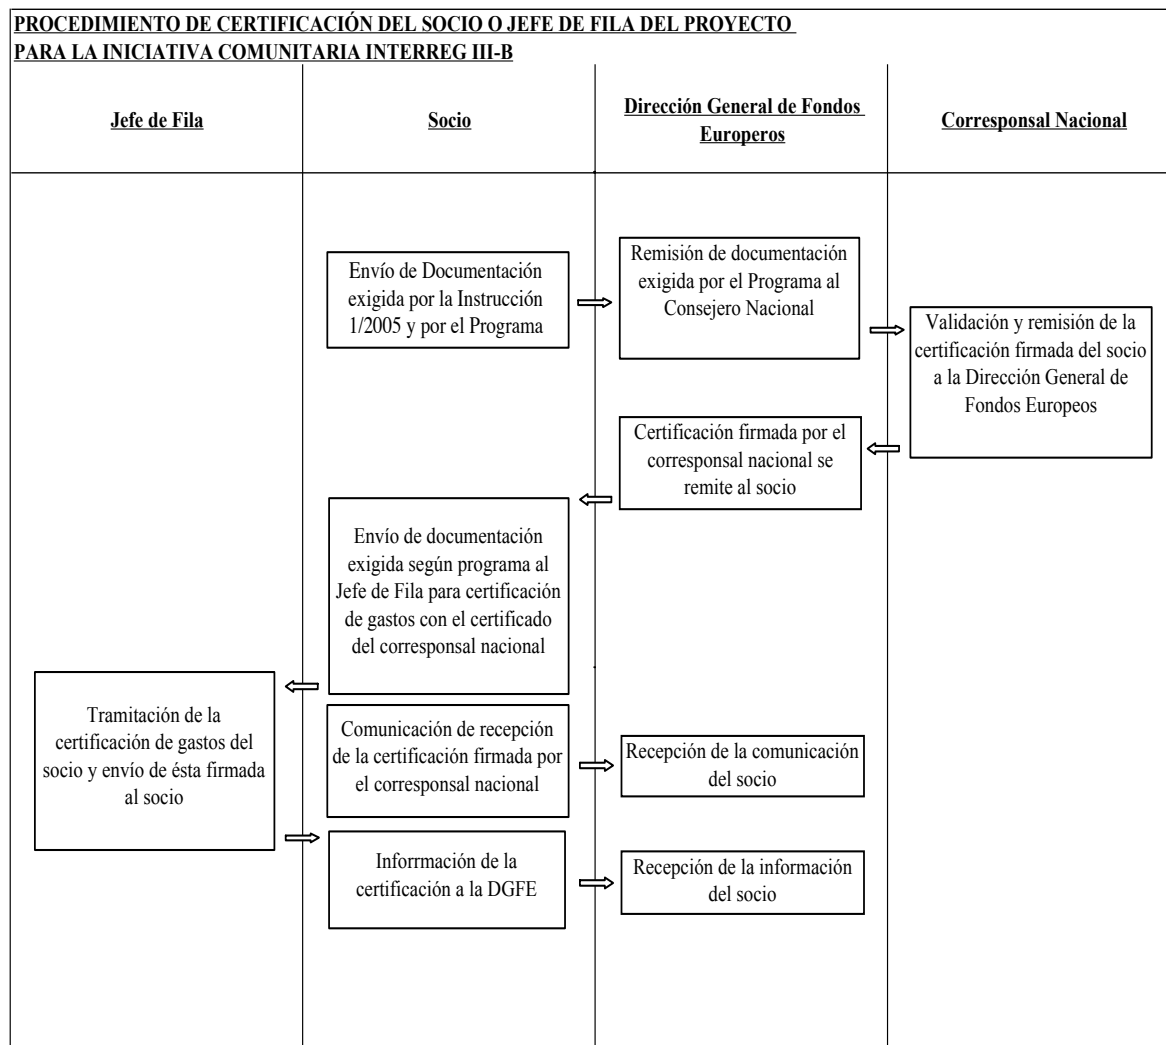 PROCEDIMIENTO DE CERTIFICACIÓN DEL SOCIO O JEFE DE FILA DEL PROYECTO
PARA LA INICIATIVA COMUNITARIA INTERREG III-B
Jefe de Fila
Socio
Dirección General de Fondos
Europeros
Corresponsal Nacional
Envío de Documentación
exigida por la Instrucción
1/2005 y por el Programa
Remisión de documentación
exigida por el Programa al
Consejero Nacional
Validación y remisión de la
certificación firmada del socio
a la Dirección General de
Fondos Europeos
Certificación firmada por el
corresponsal nacional se
remite al socio
Envío de documentación
exigida según programa al
Jefe de Fila para certificación
de gastos con el certificado
del corresponsal nacional
Tramitación de la
certificación de gastos del
socio y envío de ésta firmada
al socio
Comunicación de recepción
de la certificación firmada por
el corresponsal nacional
Recepción de la comunicación
del socio
Inforrmación de la
certificación a la DGFE
Recepción de la información
del socio